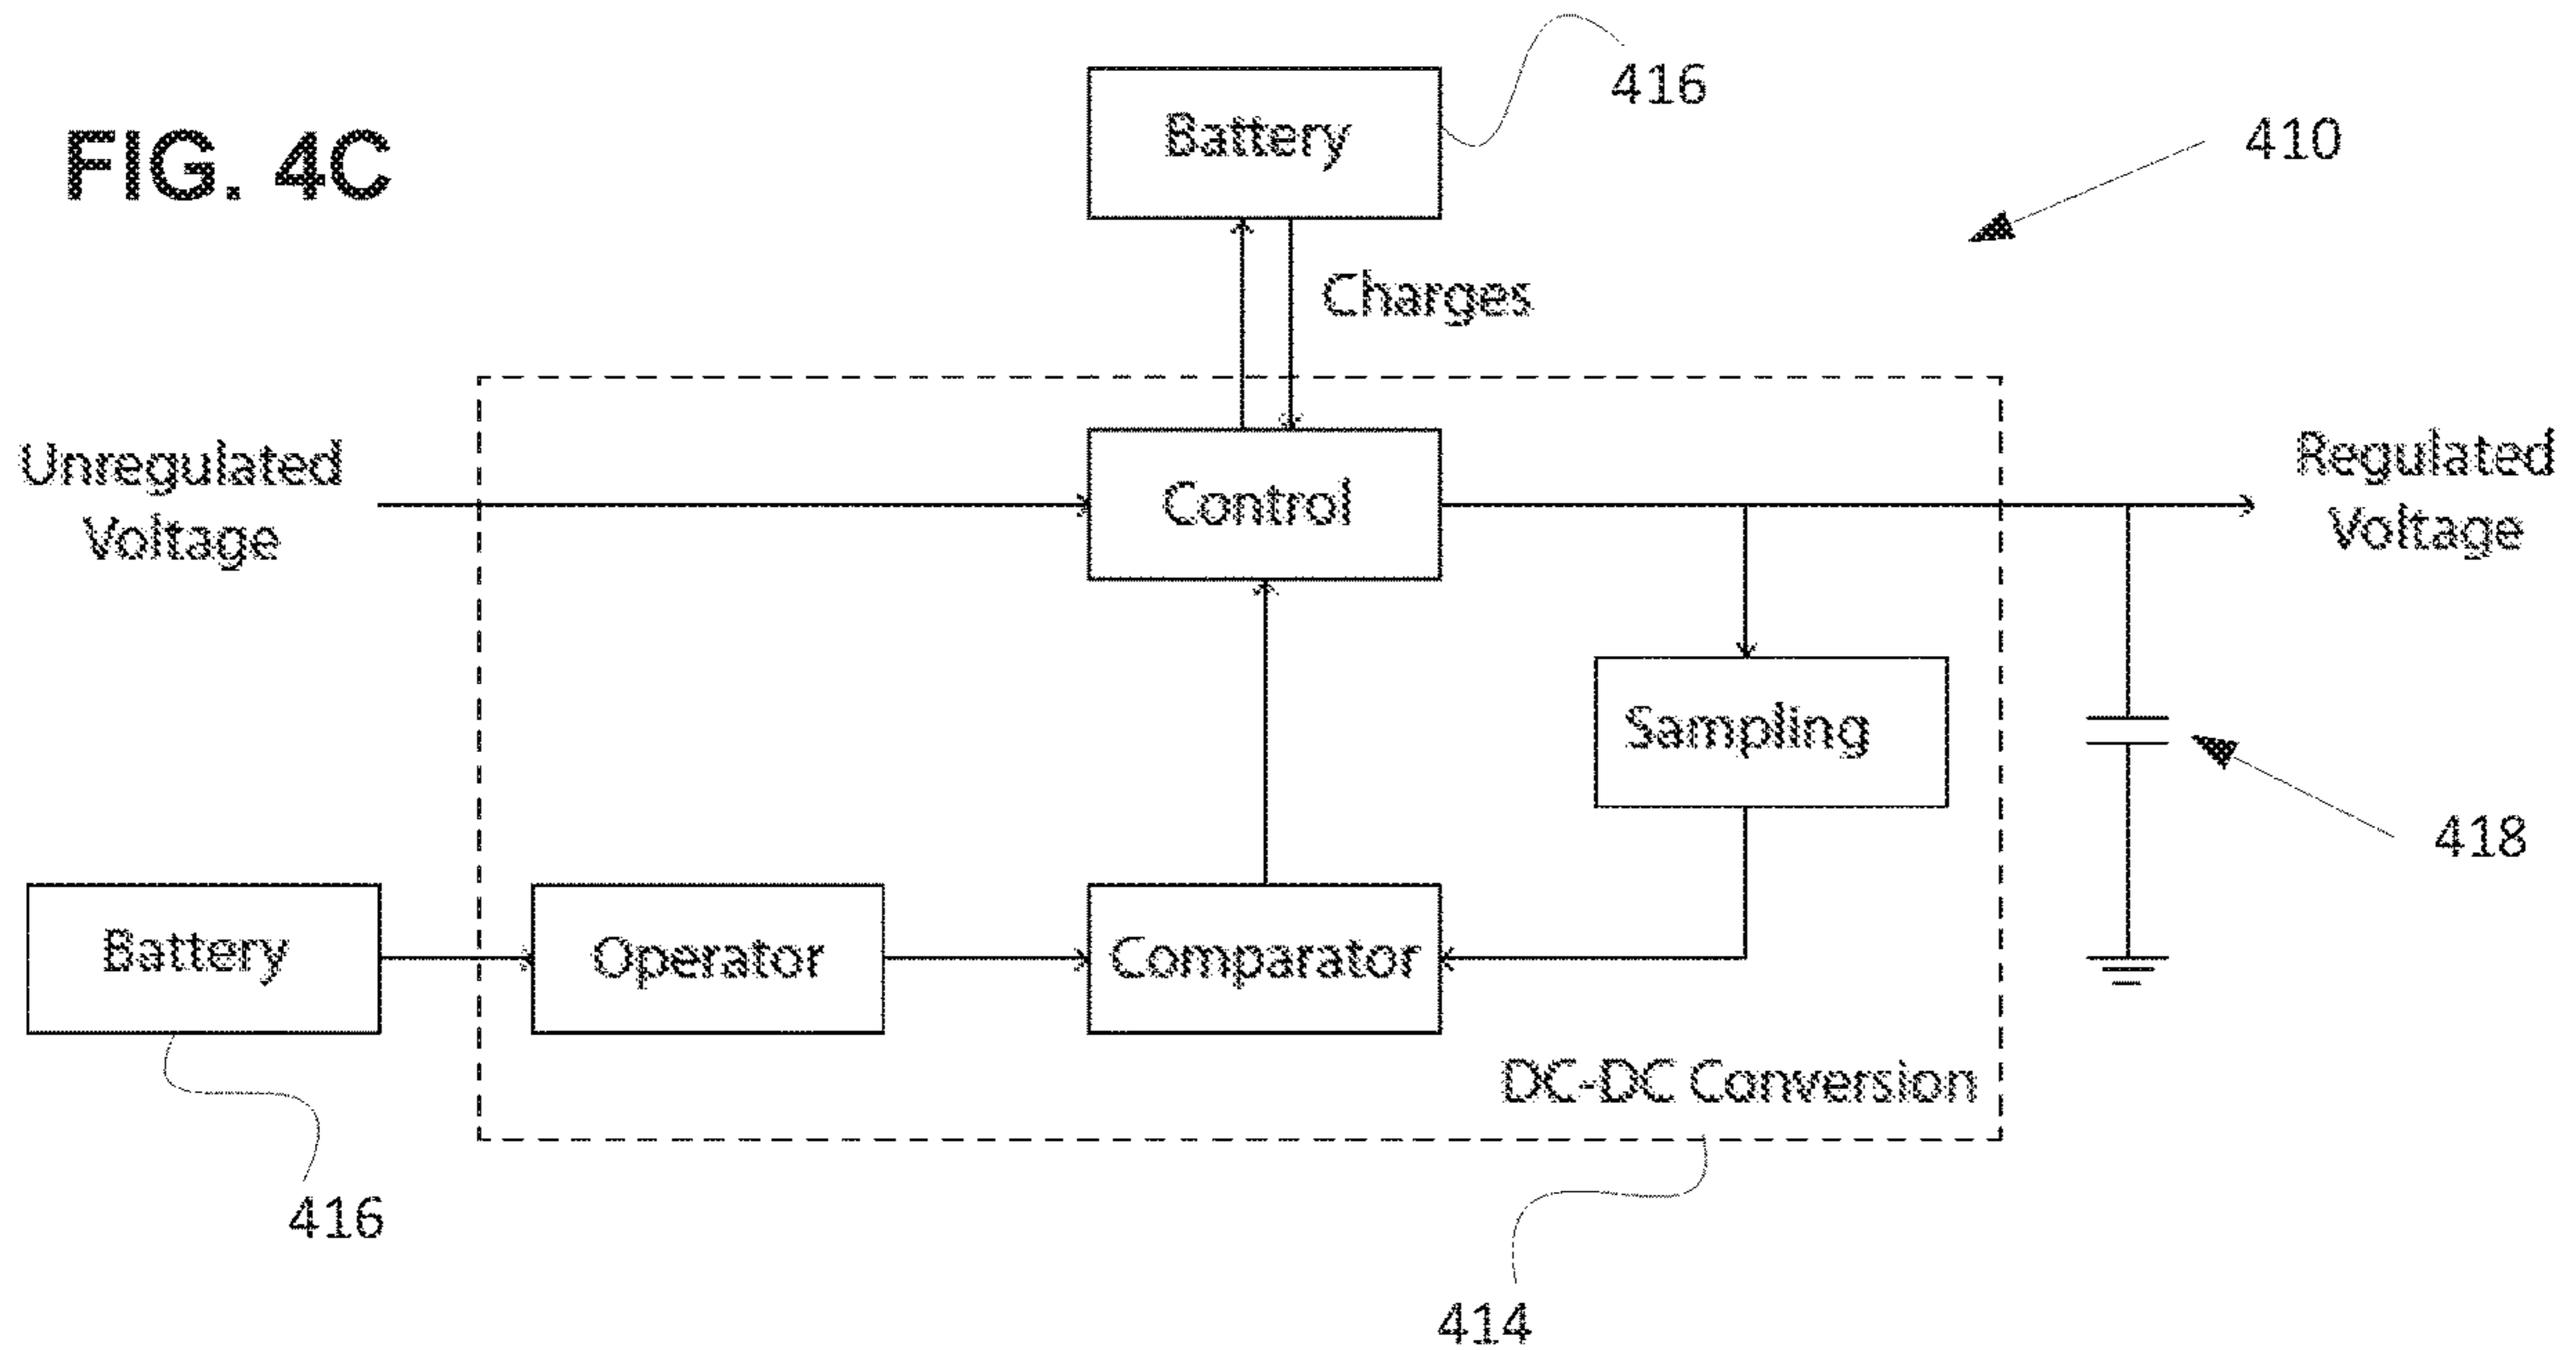 FIG. 4C
Battery
416
410
Charges
Unregulated
Voltage
Control
Regulated
Voltage
Sampling
418
Battery
Operator
Comparator
DC-DC Conversion
416
414